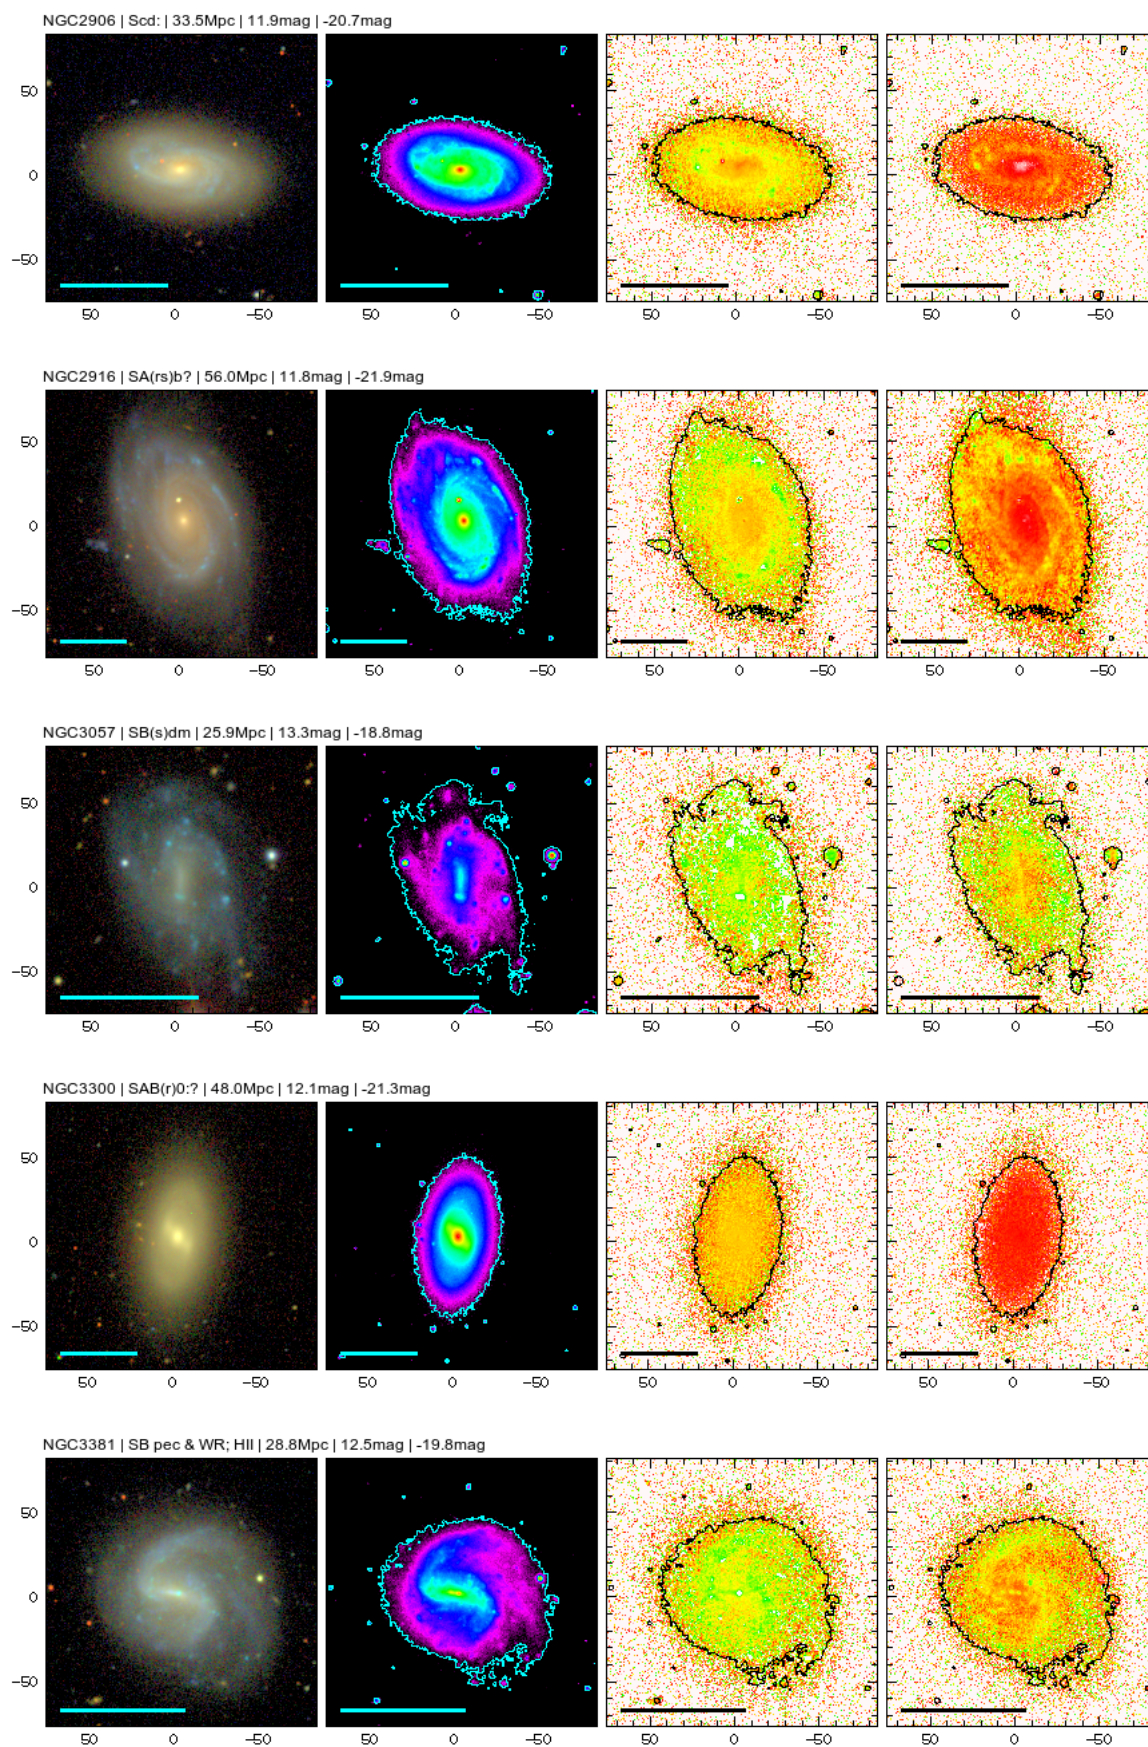 NGC2906 | Scd: | 33.5Mpc | 11.9mag | -20.7mag
50
0
−50
50 0 −50 50 0 −50 50 0 −50 50 0 −50
NGC2916 | SA(rs)b? | 56.0Mpc | 11.8mag | -21.9mag
50
0
−50
50 0 −50 50 0 −50 50 0 −50 50 0 −50
NGC3057 | SB(s)dm | 25.9Mpc | 13.3mag | -18.8mag
50
0
−50
50 0 −50 50 0 −50 50 0 −50 50 0 −50
NGC3300 | SAB(r)0:? | 48.0Mpc | 12.1mag | -21.3mag
50
0
−50
50 0 −50 50 0 −50 50 0 −50 50 0 −50
NGC3381 | SB pec & WR; HII | 28.8Mpc | 12.5mag | -19.8mag
50
0
−50
50 0 −50 50 0 −50 50 0 −50 50 0 −50